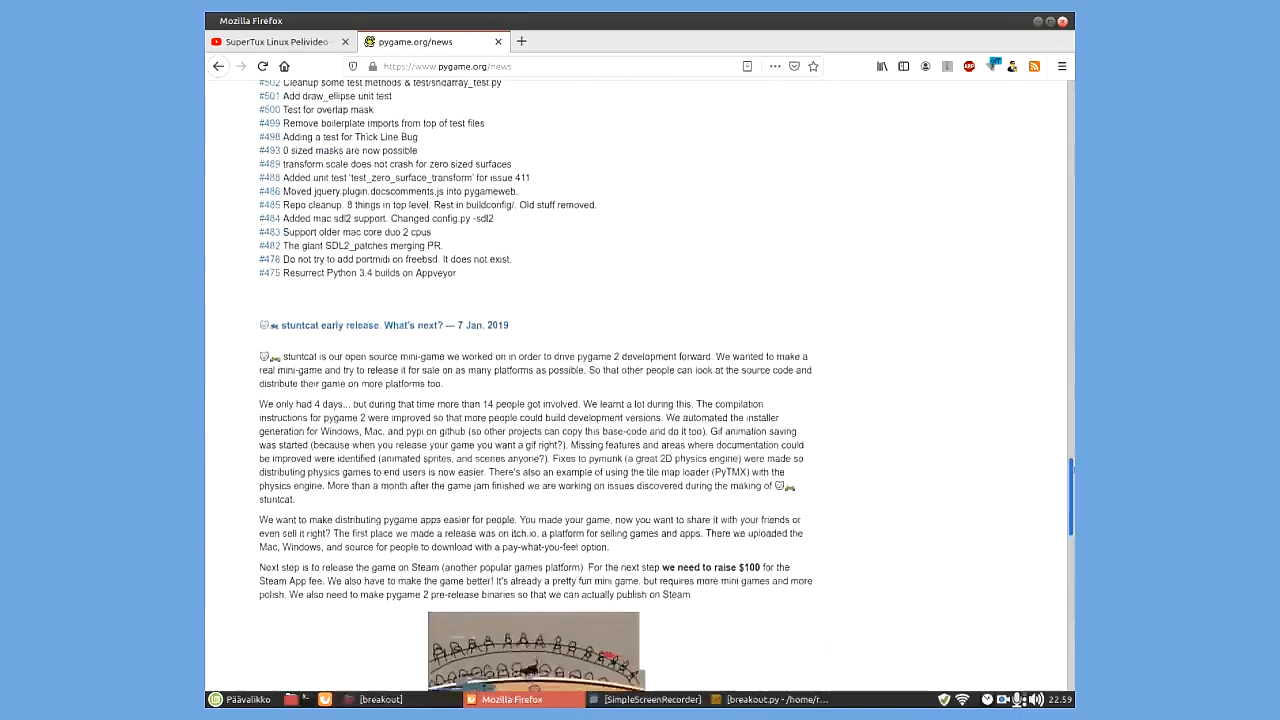 Mozilla Firefox
SuperTux Linux Pelivideo
pygame.org/news
https://www.pygame.org/news
#502 Cleanup some test methods & test/sndarray_test.py
#501 Add draw_ellipse unit test
#500 Test for overlap mask
#499 Remove boilerplate imports from top of test files
#498 Adding a test for Thick Line Bug
#493 0 sized masks are now possible
#489 transform.scale does not crash for zero sized surfaces
#488 Added unit test 'test_zero_surface_transform' for issue 411
#486 Moved jquery.plugin.docscomments.js into pygameweb.
#485 Repo cleanup. 8 things in top level. Rest in buildconfig/. Old stuff removed.
#484 Added mac sdl2 support. Changed config.py -sdl2
#483 Support older mac core duo 2 cpus
#482 The giant SDL2_patches merging PR.
#476 Do not try to add portmidi on freebsd. It does not exist.
#475 Resurrect Python 3.4 builds on Appveyor
stuntcat early release. What's next? — 7 Jan, 2019
stuntcat is our open source mini-game we worked on in order to drive pygame 2 development forward. We wanted to make a
real mini-game and try to release it for sale on as many platforms as possible. So that other people can look at the source code and
distribute their game on more platforms too.
We only had 4 days... but during that time more than 14 people got involved. We learnt a lot during this. The compilation
instructions for pygame 2 were improved so that more people could build development versions. We automated the installer
generation for Windows, Mac, and pypi on github (so other projects can copy this base-code and do it too). Gif animation saving
was started (because when you release your game you want a gif right?). Missing features and areas where documentation could
be improved were identified (animated sprites, and scenes anyone?). Fixes to pymunk (a great 2D physics engine) were made so
distributing physics games to end users is now easier. There's also an example of using the tile map loader (PyTMX) with the
physics engine. More than a month after the game jam finished we are working on issues discovered during the making of
stuntcat.
We want to make distributing pygame apps easier for people. You made your game, now you want to share it with your friends or
even sell it right? The first place we made a release was on itch.io, a platform for selling games and apps. There we uploaded the
Mac, Windows, and source for people to download with a pay-what-you-feel option.
Next step is to release the game on Steam (another popular games platform). For the next step we need to raise $100 for the
Steam App fee. We also have to make the game better! It's already a pretty fun mini game, but requires more mini games and more
polish. We also need to make pygame 2 pre-release binaries so that we can actually publish on Steam.
Päävalikko
[breakout]
Mozilla Firefox
[SimpleScreenRecorder]
[breakout.py - /home/r...
22:59